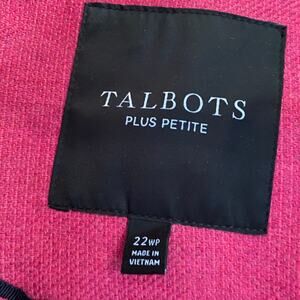 TALBOTS
PLUS PETITE
22WP
MADE IN
VIETNAM